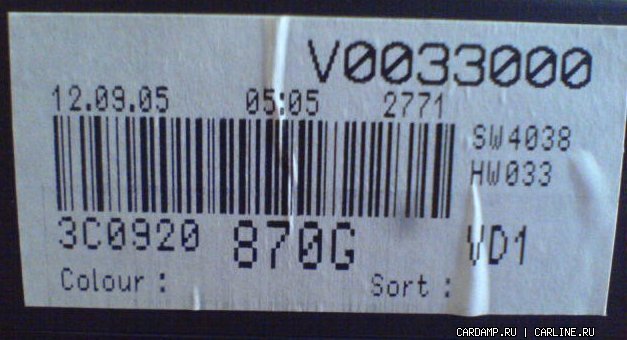 V0033000
12.09.05 05:05 2771
SW4038
HW033
3C0920 870G VD1
Colour : Sort :
CARDAMP.RU | CARLINE.RU